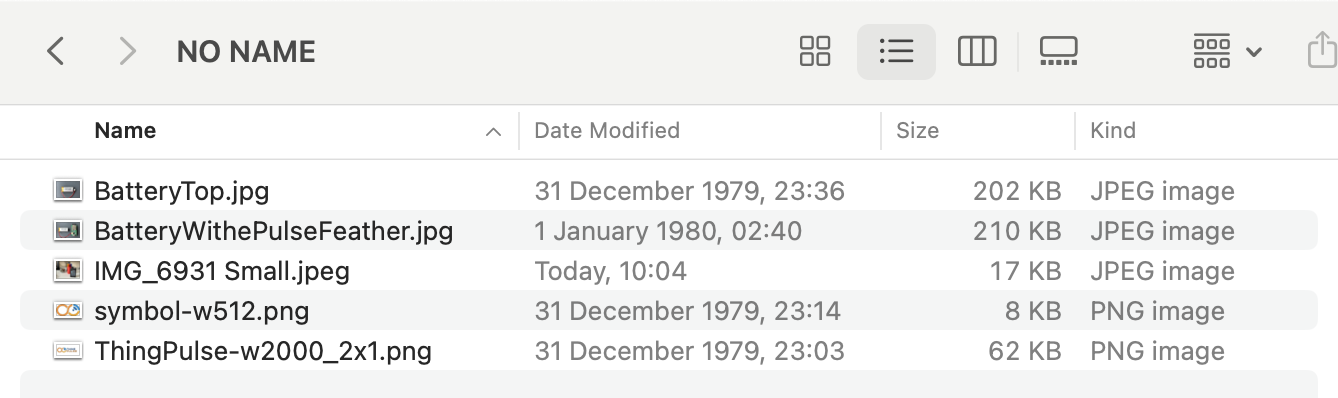 NO NAME
Name Date Modified Size Kind
BatteryTop.jpg 31 December 1979, 23:36 202 KB JPEG image
BatteryWithePulseFeather.jpg 1 January 1980, 02:40 210 KB JPEG image
IMG_6931 Small.jpeg Today, 10:04 17 KB JPEG image
symbol-w512.png 31 December 1979, 23:14 8 KB PNG image
ThingPulse-w2000_2x1.png 31 December 1979, 23:03 62 KB PNG image